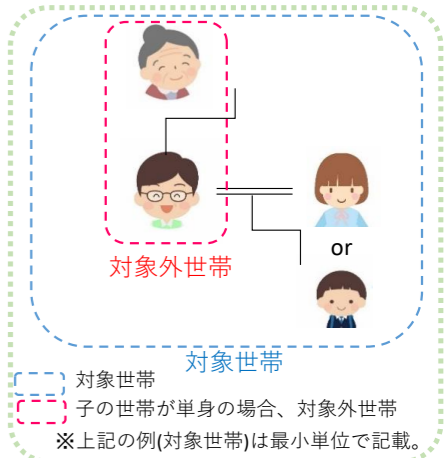 or
対象外世帯
対象世帯
対象世帯
子の世帯が単身の場合、対象外世帯
※上記の例(対象世帯)は最小単位で記載。